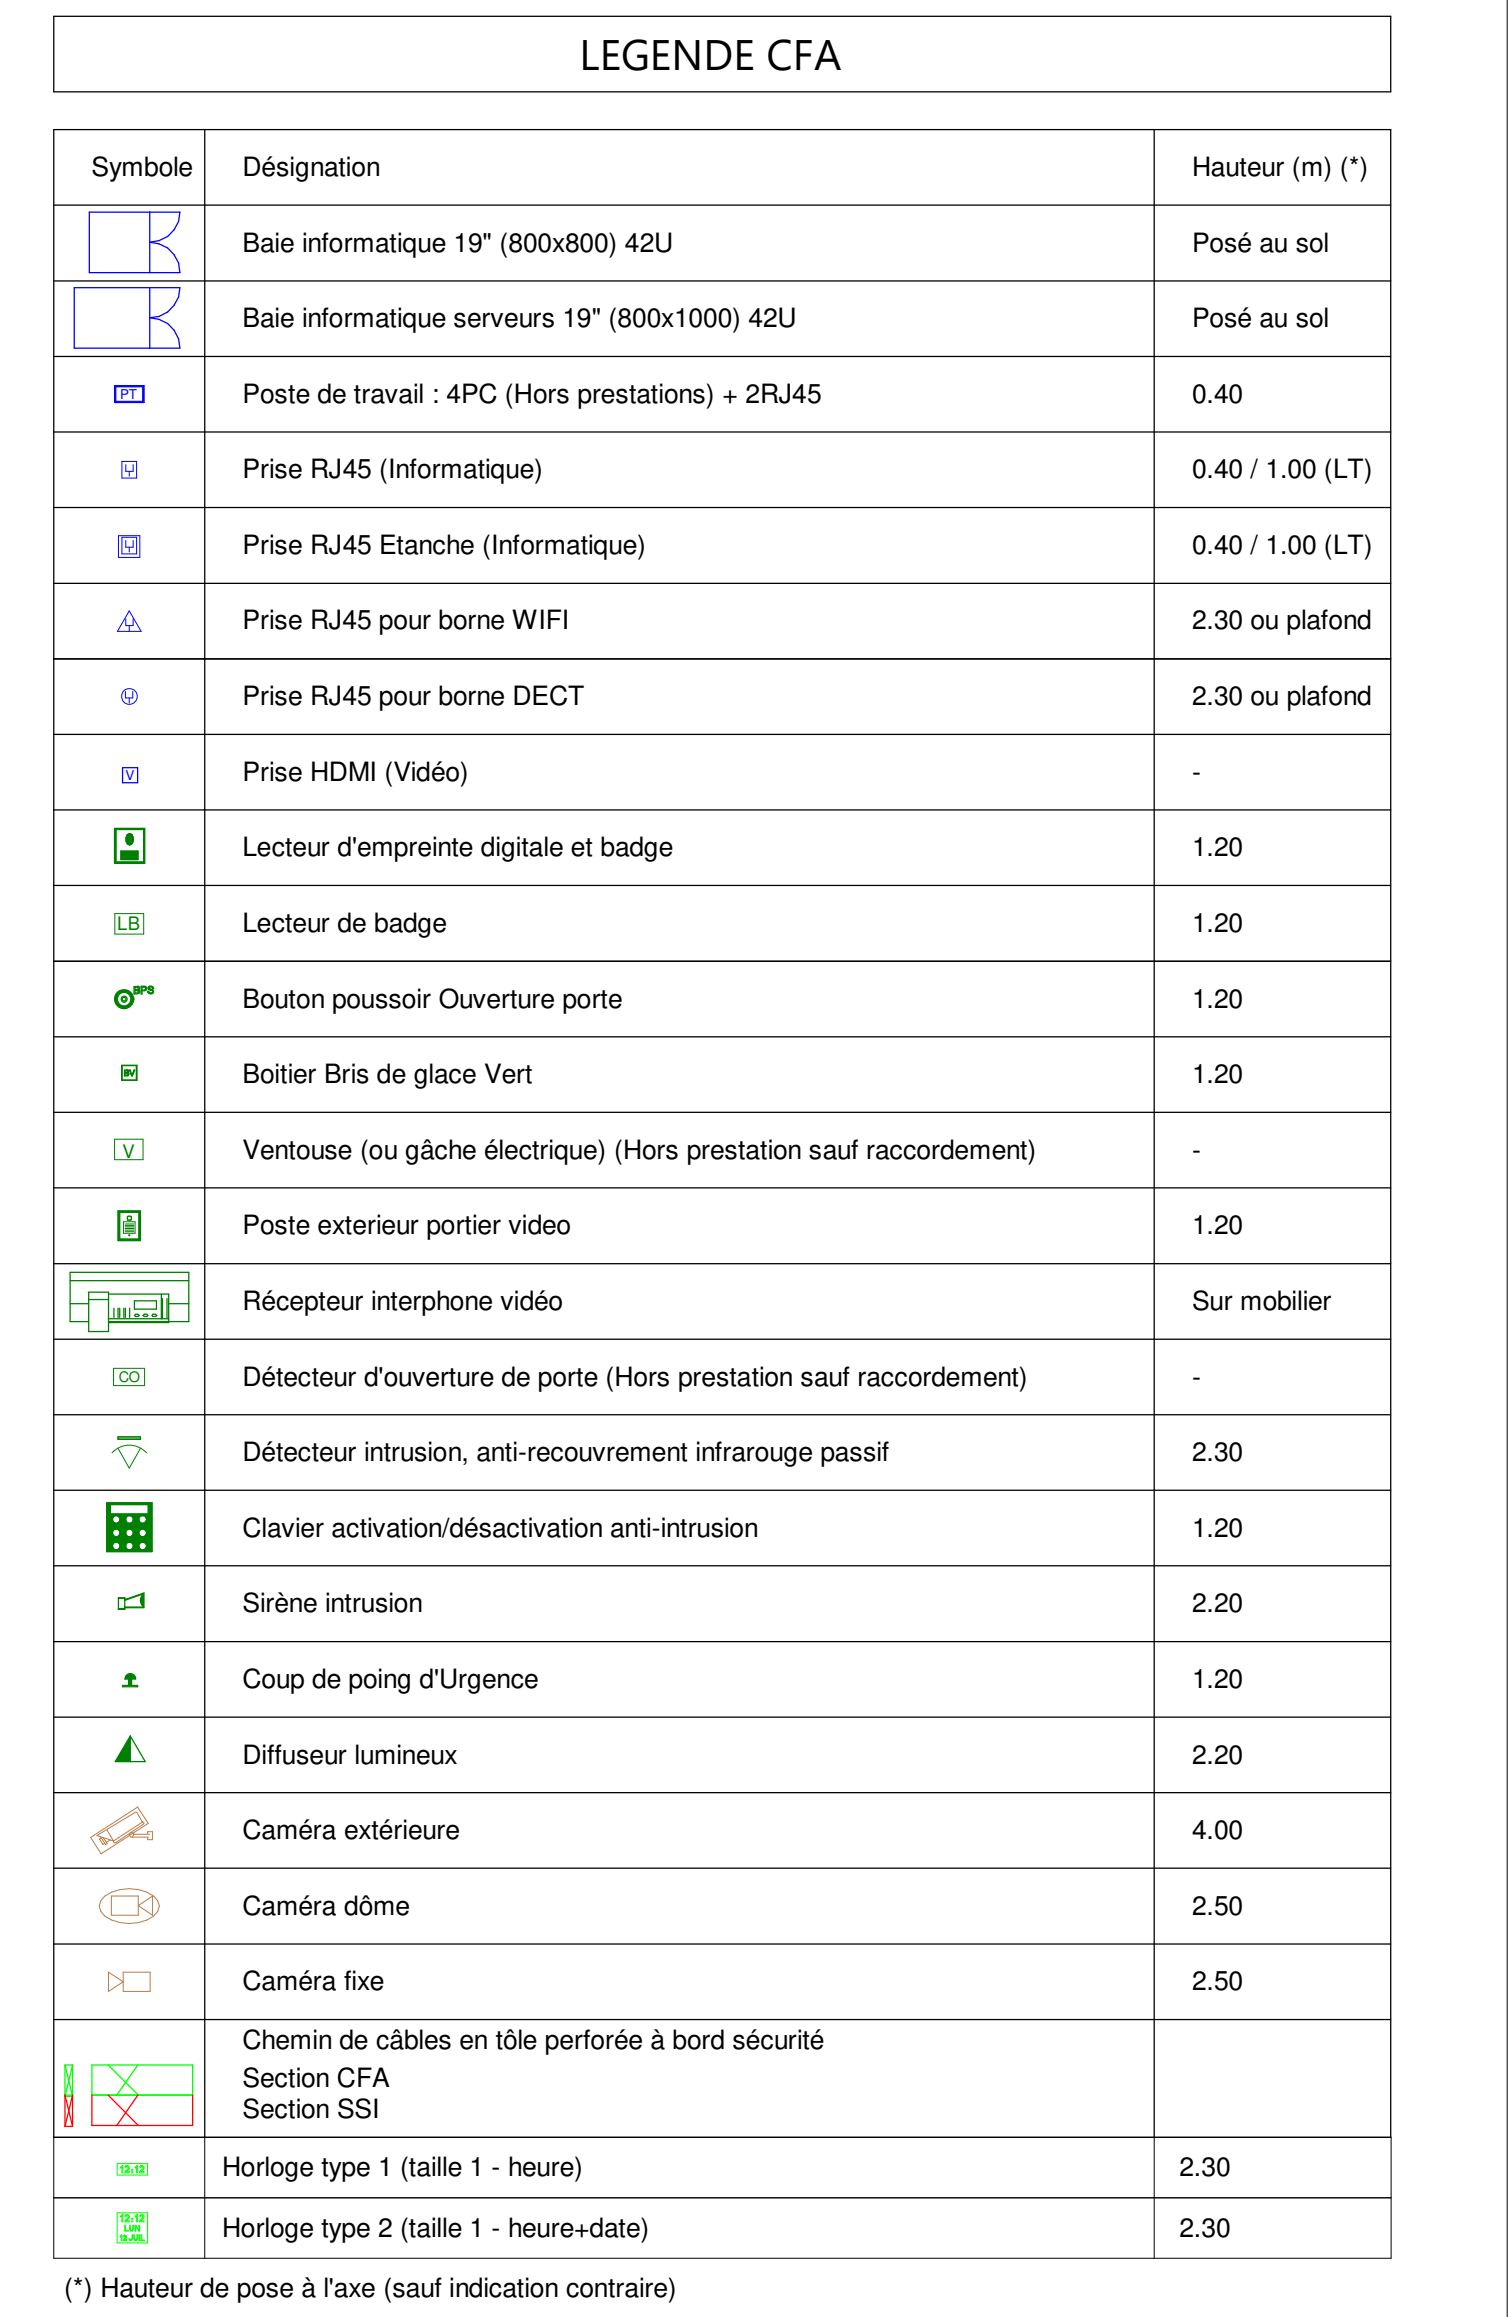 LEGENDE CFA
Symbole Désignation Hauteur (m) (*)
Baie informatique 19" (800x800) 42U Posé au sol
Baie informatique serveurs 19" (800x1000) 42U Posé au sol
PT Poste de travail : 4PC (Hors prestations) + 2RJ45 0.40
Prise RJ45 (Informatique) 0.40 / 1.00 (LT)
Prise RJ45 Etanche (Informatique) 0.40 / 1.00 (LT)
Prise RJ45 pour borne WIFI 2.30 ou plafond
Prise RJ45 pour borne DECT 2.30 ou plafond
V Prise HDMI (Vidéo) -
Lecteur d'empreinte digitale et badge 1.20
LB Lecteur de badge 1.20
BPS Bouton poussoir Ouverture porte 1.20
BV Boitier Bris de glace Vert 1.20
V Ventouse (ou gâche électrique) (Hors prestation sauf raccordement) -
Poste exterieur portier video 1.20
Récepteur interphone vidéo Sur mobilier
CO Détecteur d'ouverture de porte (Hors prestation sauf raccordement) -
Détecteur intrusion, anti-recouvrement infrarouge passif 2.30
Clavier activation/désactivation anti-intrusion 1.20
Sirène intrusion 2.20
Coup de poing d'Urgence 1.20
Diffuseur lumineux 2.20
Caméra extérieure 4.00
Caméra dôme 2.50
Caméra fixe 2.50
Chemin de câbles en tôle perforée à bord sécurité
Section CFA
Section SSI
12:12 Horloge type 1 (taille 1 - heure) 2.30
12:12
LUN
12 JUIL
Horloge type 2 (taille 1 - heure+date) 2.30
(*) Hauteur de pose à l'axe (sauf indication contraire)